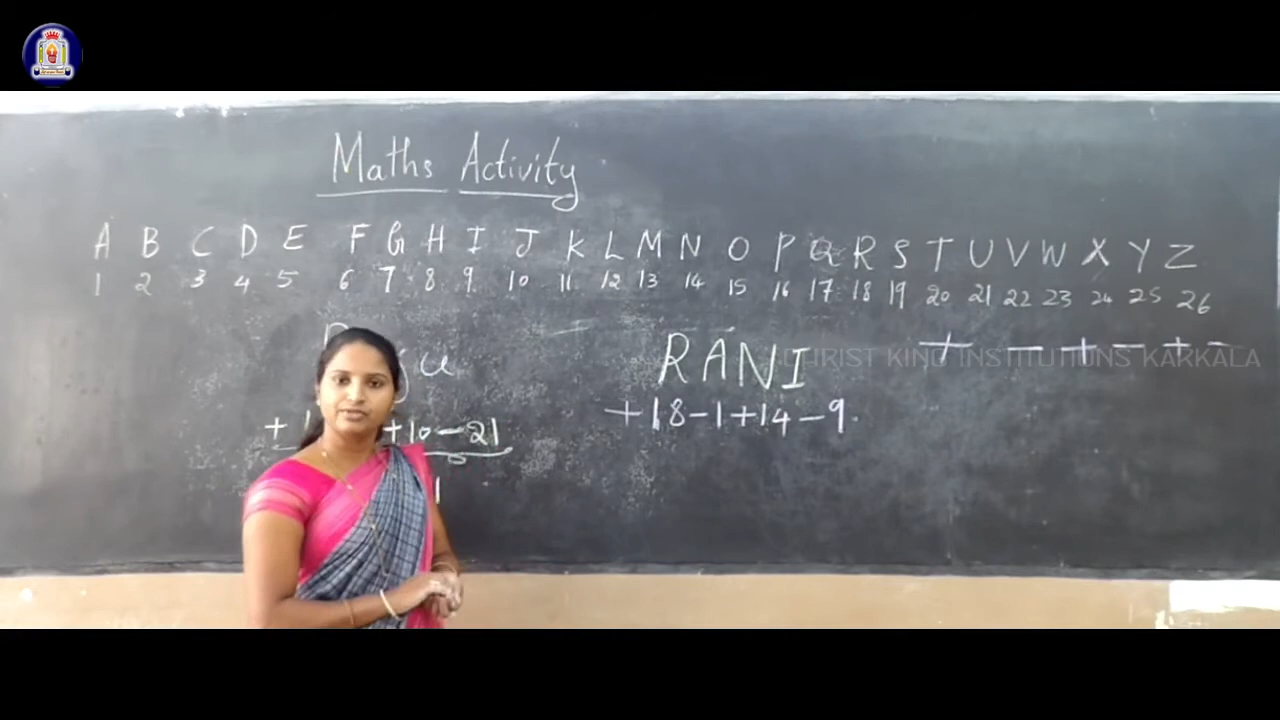 Maths Activity
A B C D E F G H I J K L M N O P Q R S T U V W X Y Z
1 2 3 4 5 6 7 8 9 10 11 12 13 14 15 16 17 18 19 20 21 22 23 24 25 26
+ - + - + -
CHRIST KING INSTITUTIONS KARKALA
RANI
+10-21
+18-1+14-9